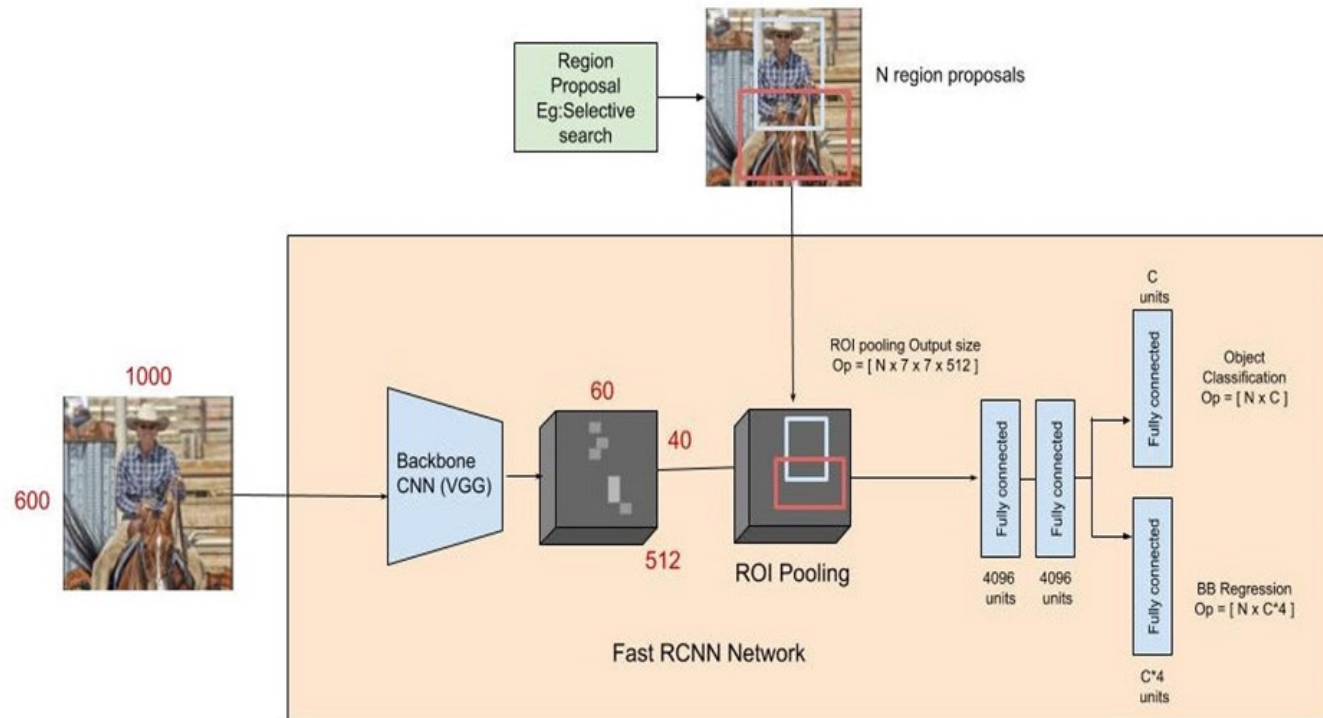 Region
Proposal
Eg:Selective
search
N region proposals
C
units
ROI pooling Output size
Op = [ N x 7 x 7 x 512 ]
Object
Classification
Op = [ N x C ]
Fully connected
1000
600
Backbone
CNN (VGG)
60
40
512
ROI Pooling
Fully connected
Fully connected
4096
units
4096
units
Fully connected
BB Regression
Op = [ N x C*4 ]
C*4
units
Fast RCNN Network